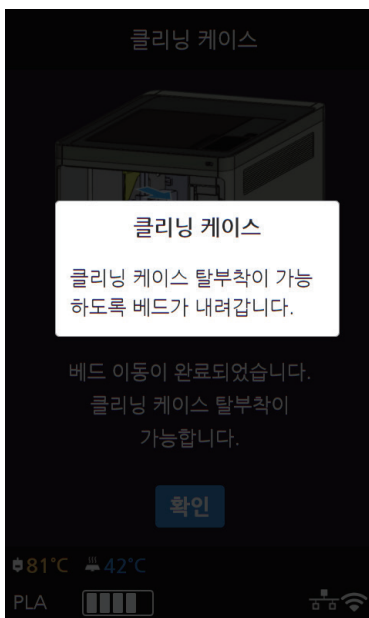 클리닝 케이스
클리닝 케이스
클리닝 케이스 탈부착이 가능
하도록 베드가 내려갑니다.
베드 이동이 완료되었습니다.
클리닝 케이스 탈부착이
가능합니다.
확인
81°C 42°C
PLA